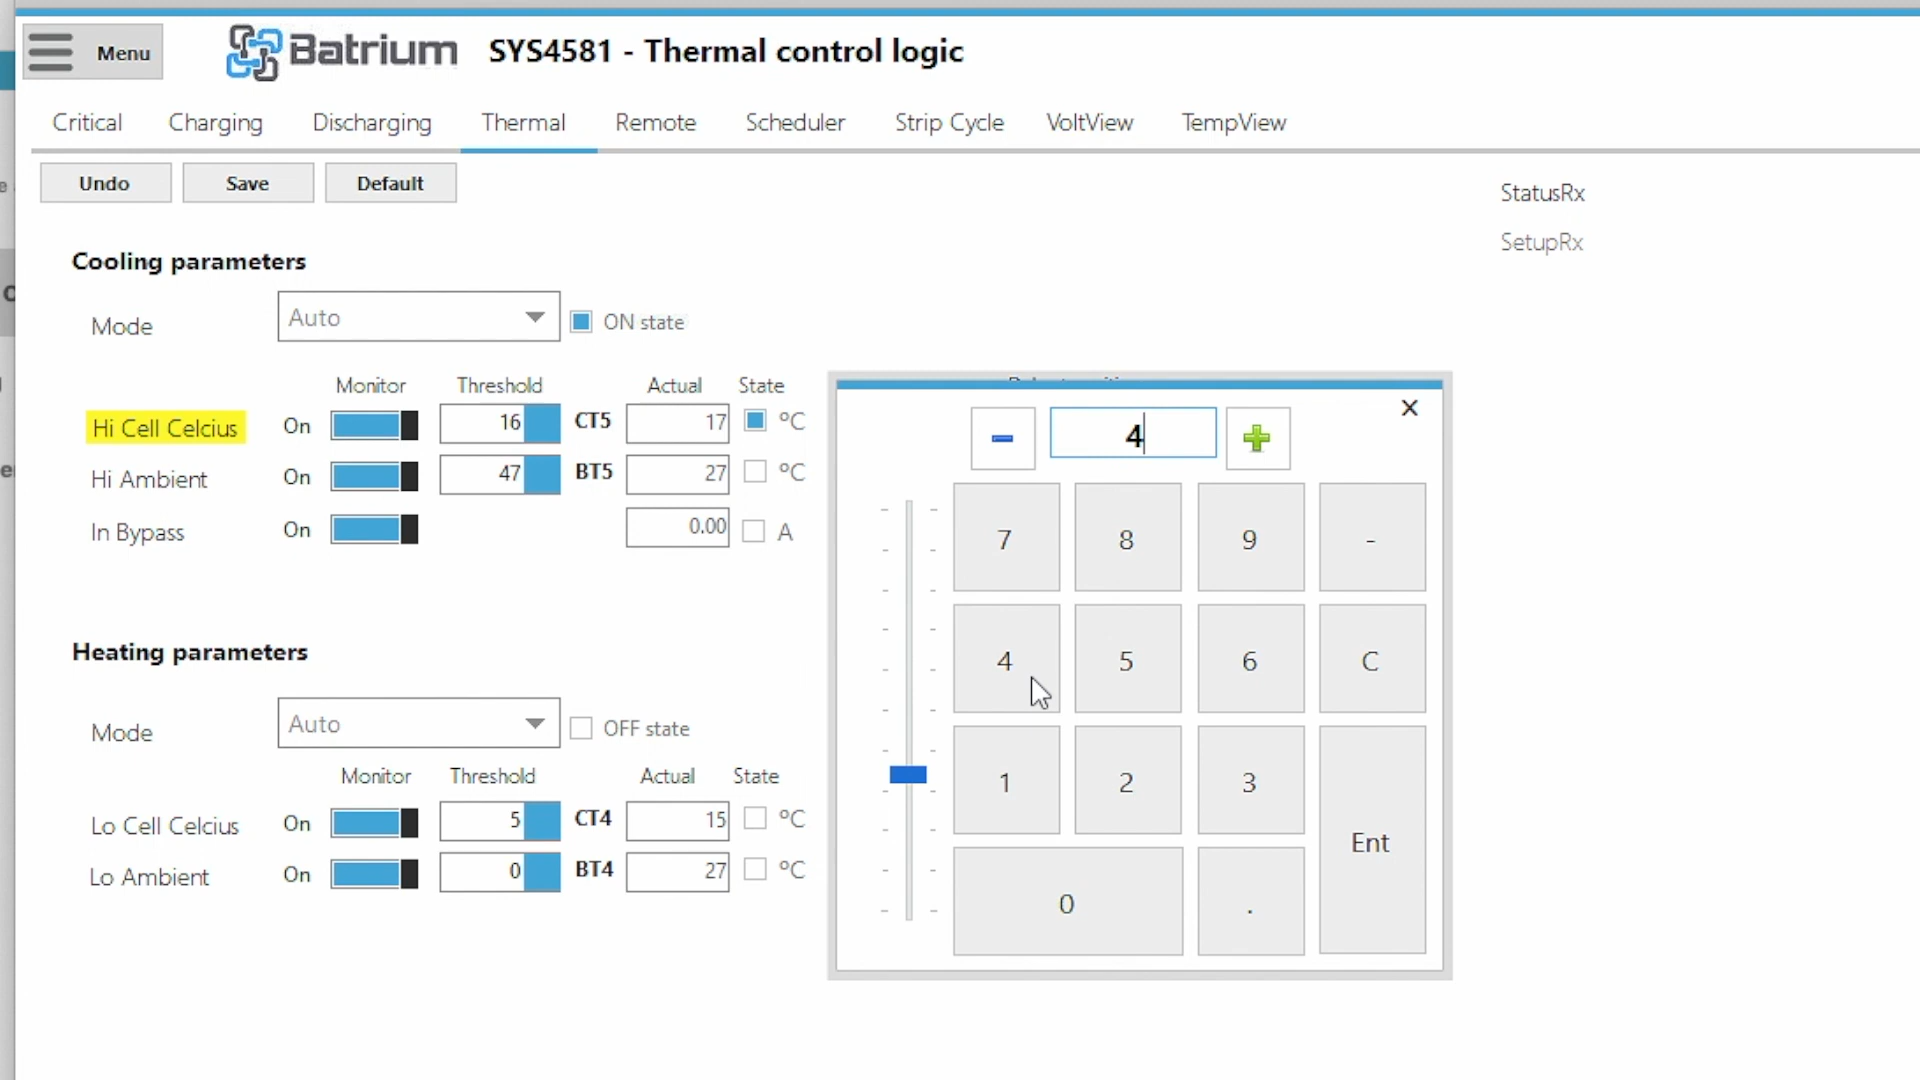 Menu
Batrium
SYS4581 - Thermal control logic
Critical Charging Discharging Thermal Remote Scheduler Strip Cycle VoltView TempView
Undo Save Default
StatusRx
SetupRx
Cooling parameters
Mode Auto ON state
Monitor Threshold Actual State
Hi Cell Celcius On 16 CT5 17 °C
Hi Ambient On 47 BT5 27 °C
In Bypass On 0.00 A
Heating parameters
Mode Auto OFF state
Monitor Threshold Actual State
Lo Cell Celcius On 5 CT4 15 °C
Lo Ambient On 0 BT4 27 °C
4
7 8 9 -
4 5 6 C
1 2 3
Ent
0 .